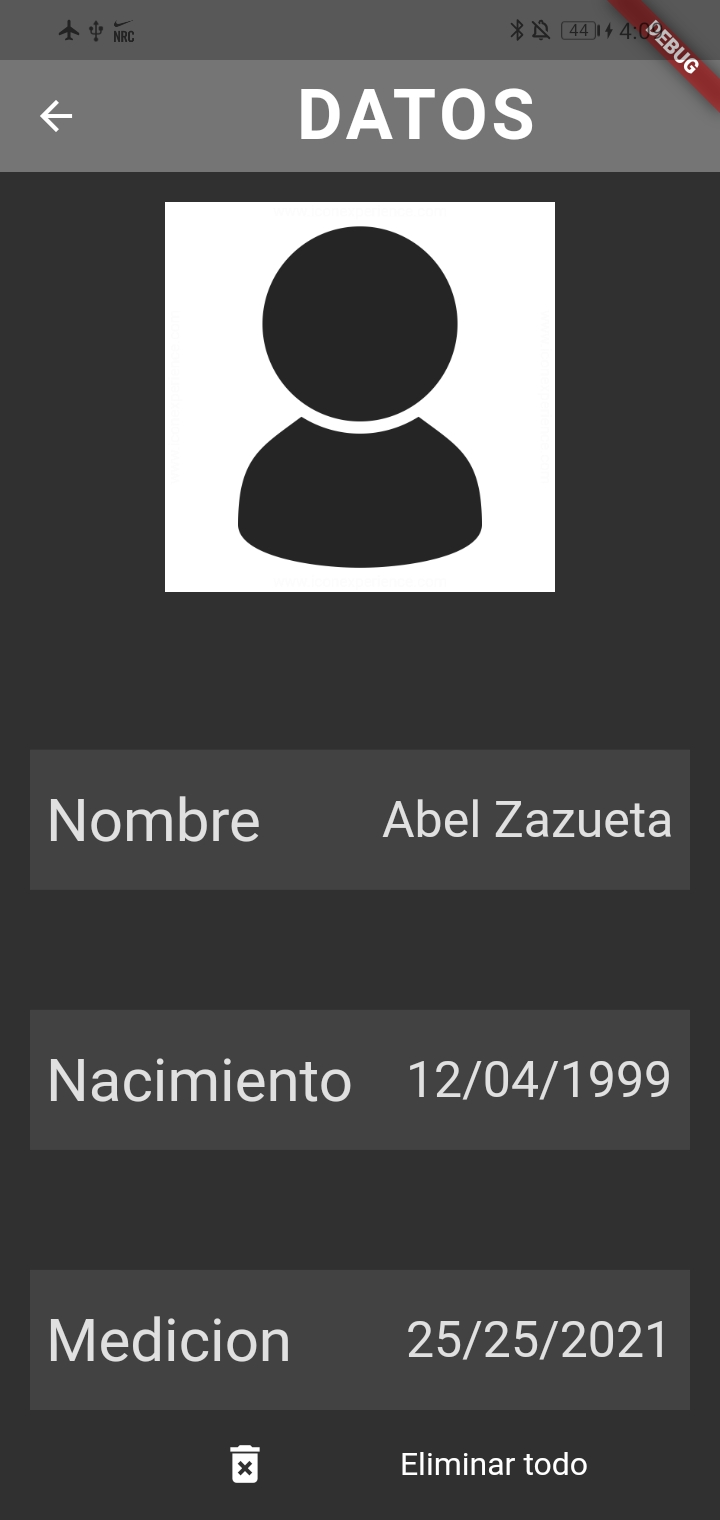 NRC
44
DEBUG
DATOS
Nombre
Abel Zazueta
Nacimiento
12/04/1999
Medicion
25/25/2021
Eliminar todo